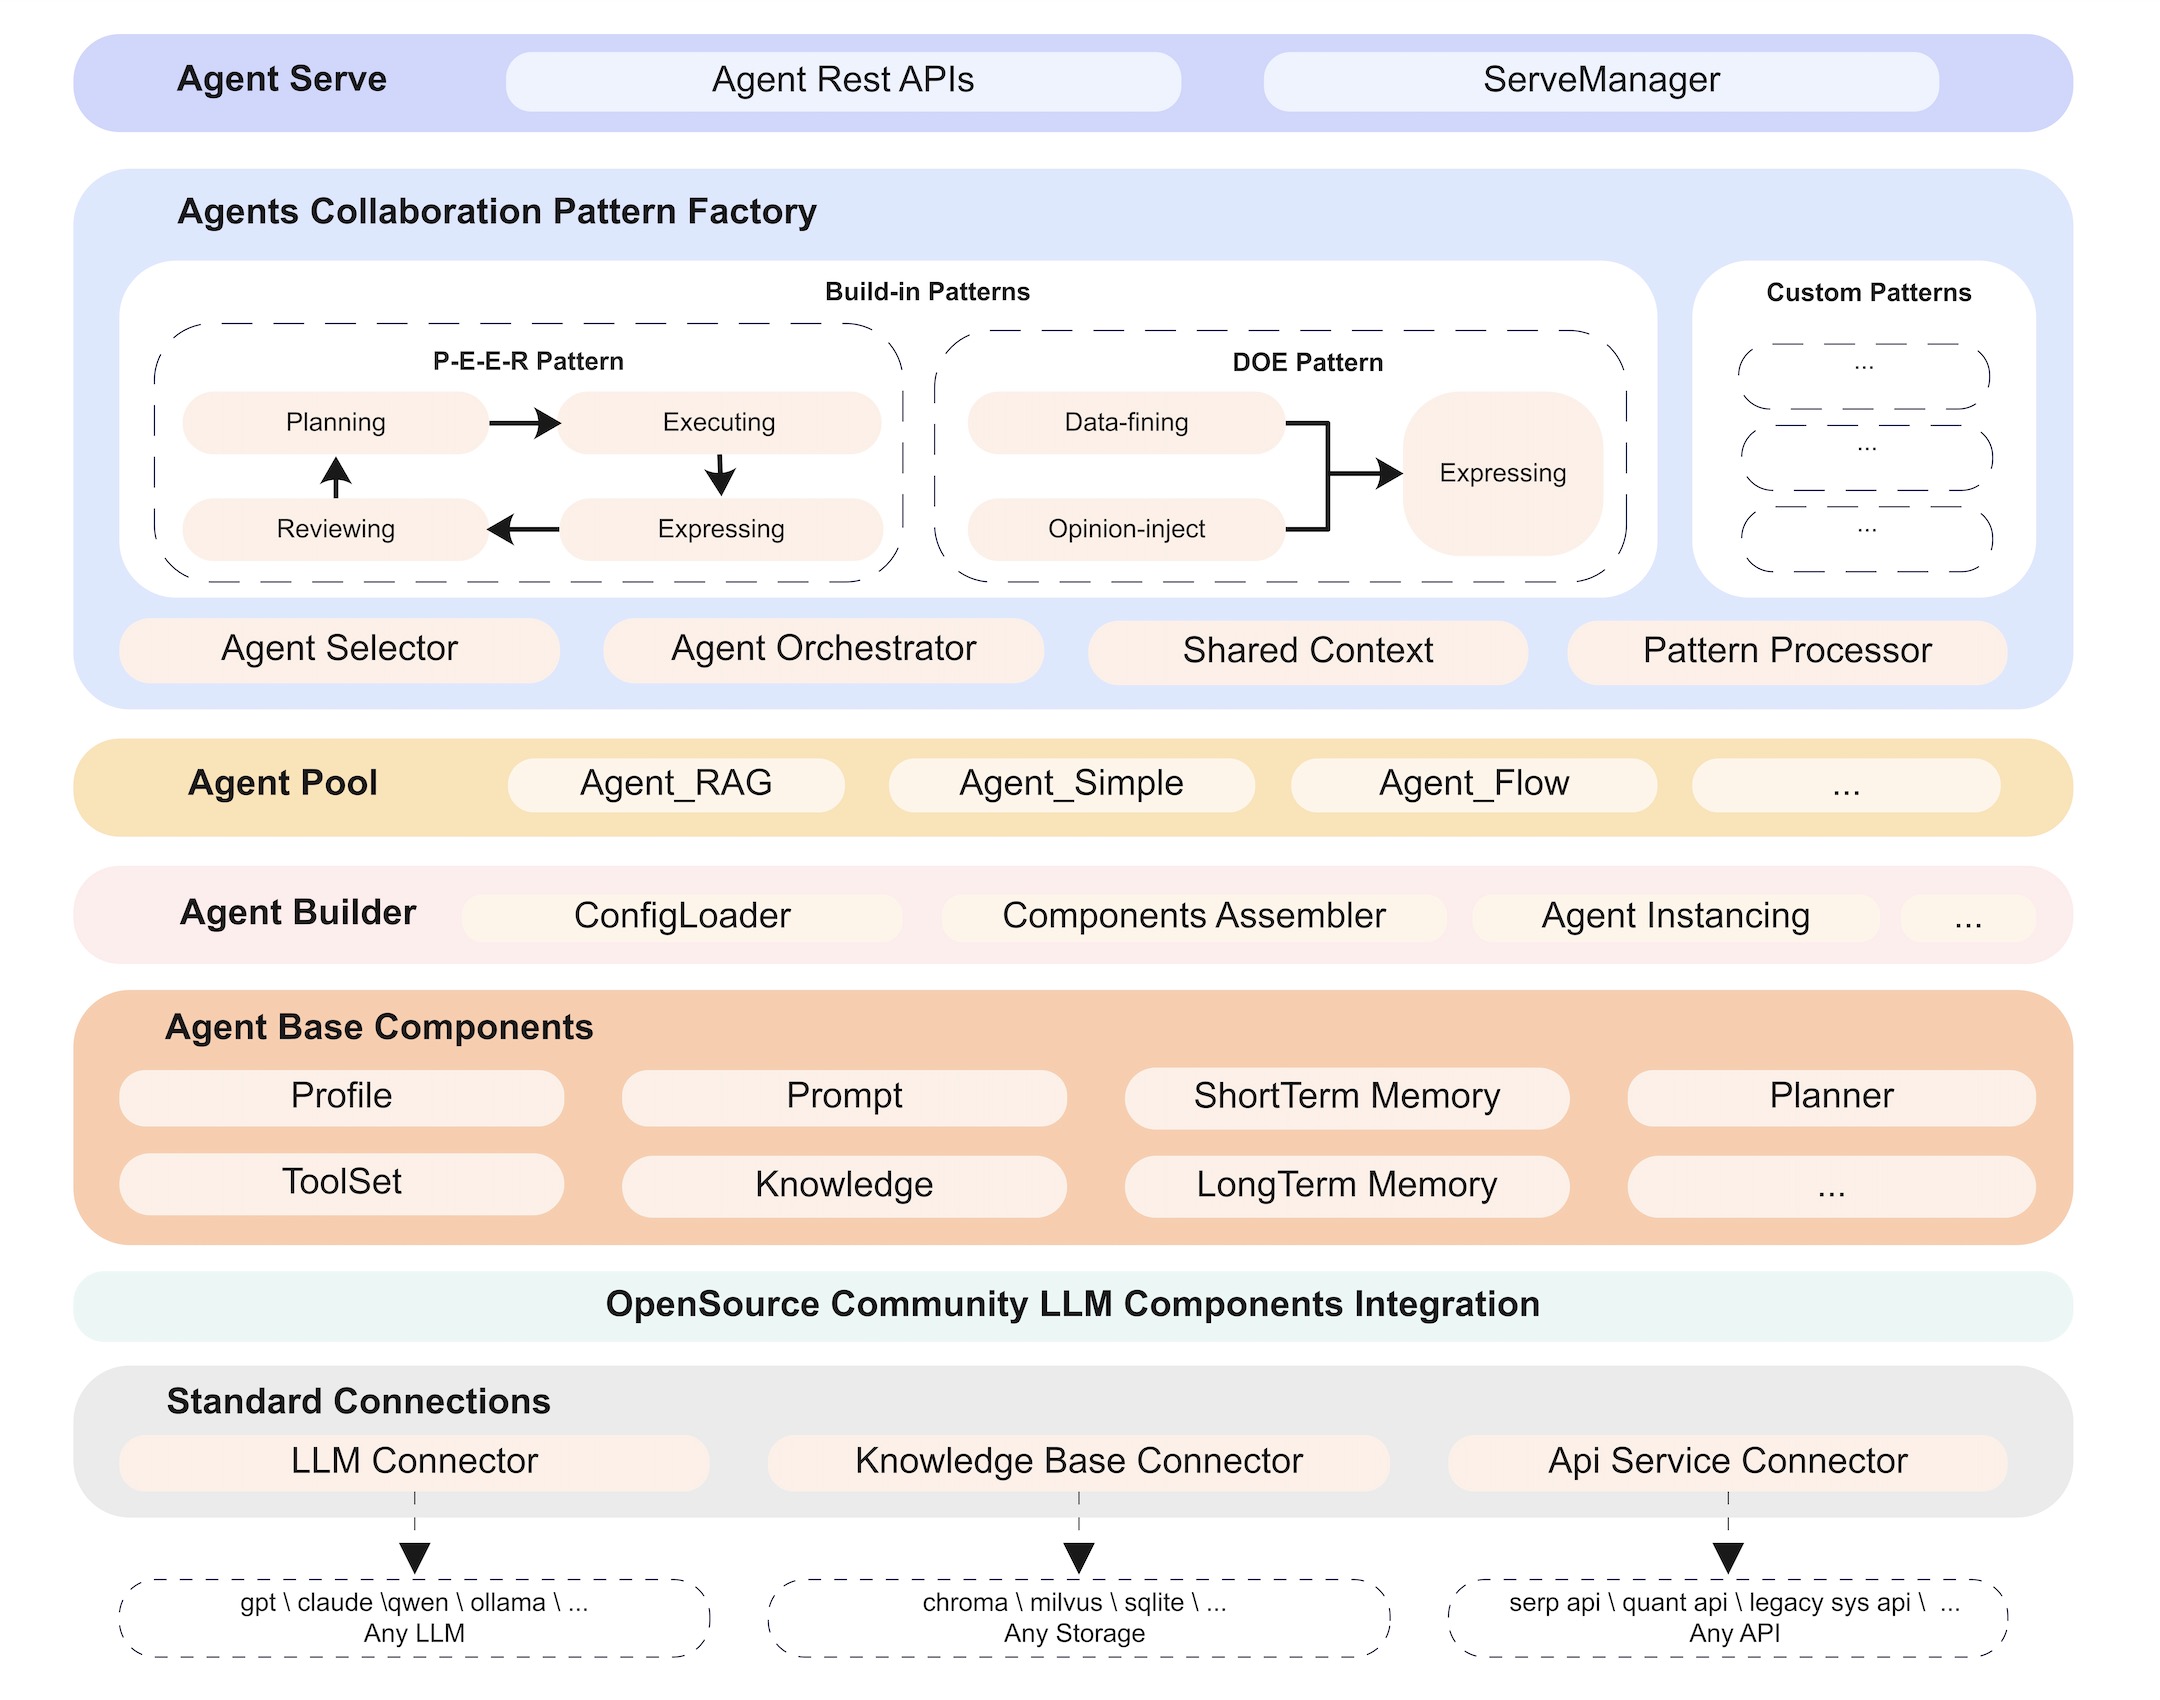 Agent Serve
Agent Rest APIs
ServeManager
Agents Collaboration Pattern Factory
Build-in Patterns
P-E-E-R Pattern
Planning
Executing
Reviewing
Expressing
DOE Pattern
Data-fining
Opinion-inject
Expressing
Custom Patterns
...
...
...
Agent Selector
Agent Orchestrator
Shared Context
Pattern Processor
Agent Pool
Agent_RAG
Agent_Simple
Agent_Flow
...
Agent Builder
ConfigLoader
Components Assembler
Agent Instancing
...
Agent Base Components
Profile
Prompt
ShortTerm Memory
Planner
ToolSet
Knowledge
LongTerm Memory
...
OpenSource Community LLM Components Integration
Standard Connections
LLM Connector
Knowledge Base Connector
Api Service Connector
gpt \ claude \qwen \ ollama \ ...
Any LLM
chroma \ milvus \ sqlite \ ...
Any Storage
serp api \ quant api \ legacy sys api \ ...
Any API